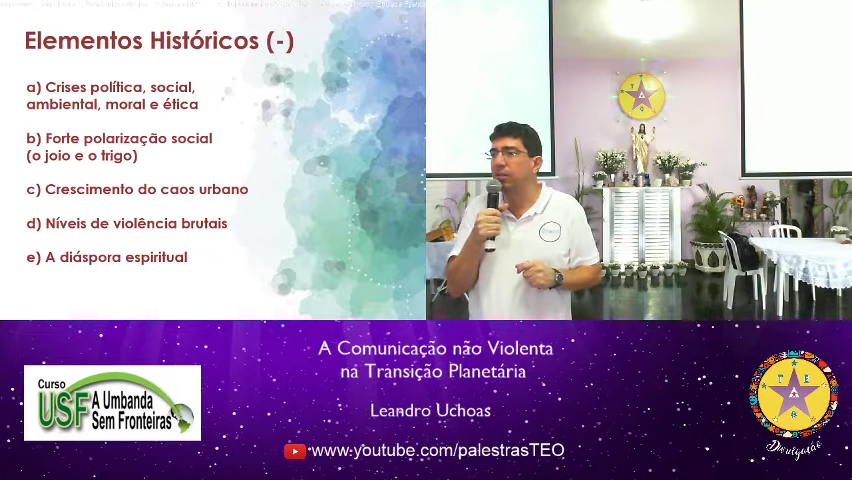 Elementos Históricos (-)
a) Crises política, social,
ambiental, moral e ética
b) Forte polarização social
(o joio e o trigo)
c) Crescimento do caos urbano
d) Níveis de violência brutais
e) A diáspora espiritual
A Comunicação não Violenta
na Transição Planetária
Leandro Uchoas
www.youtube.com/palestrasTEO
Curso
USF A Umbanda
Sem Fronteiras
Divulgação